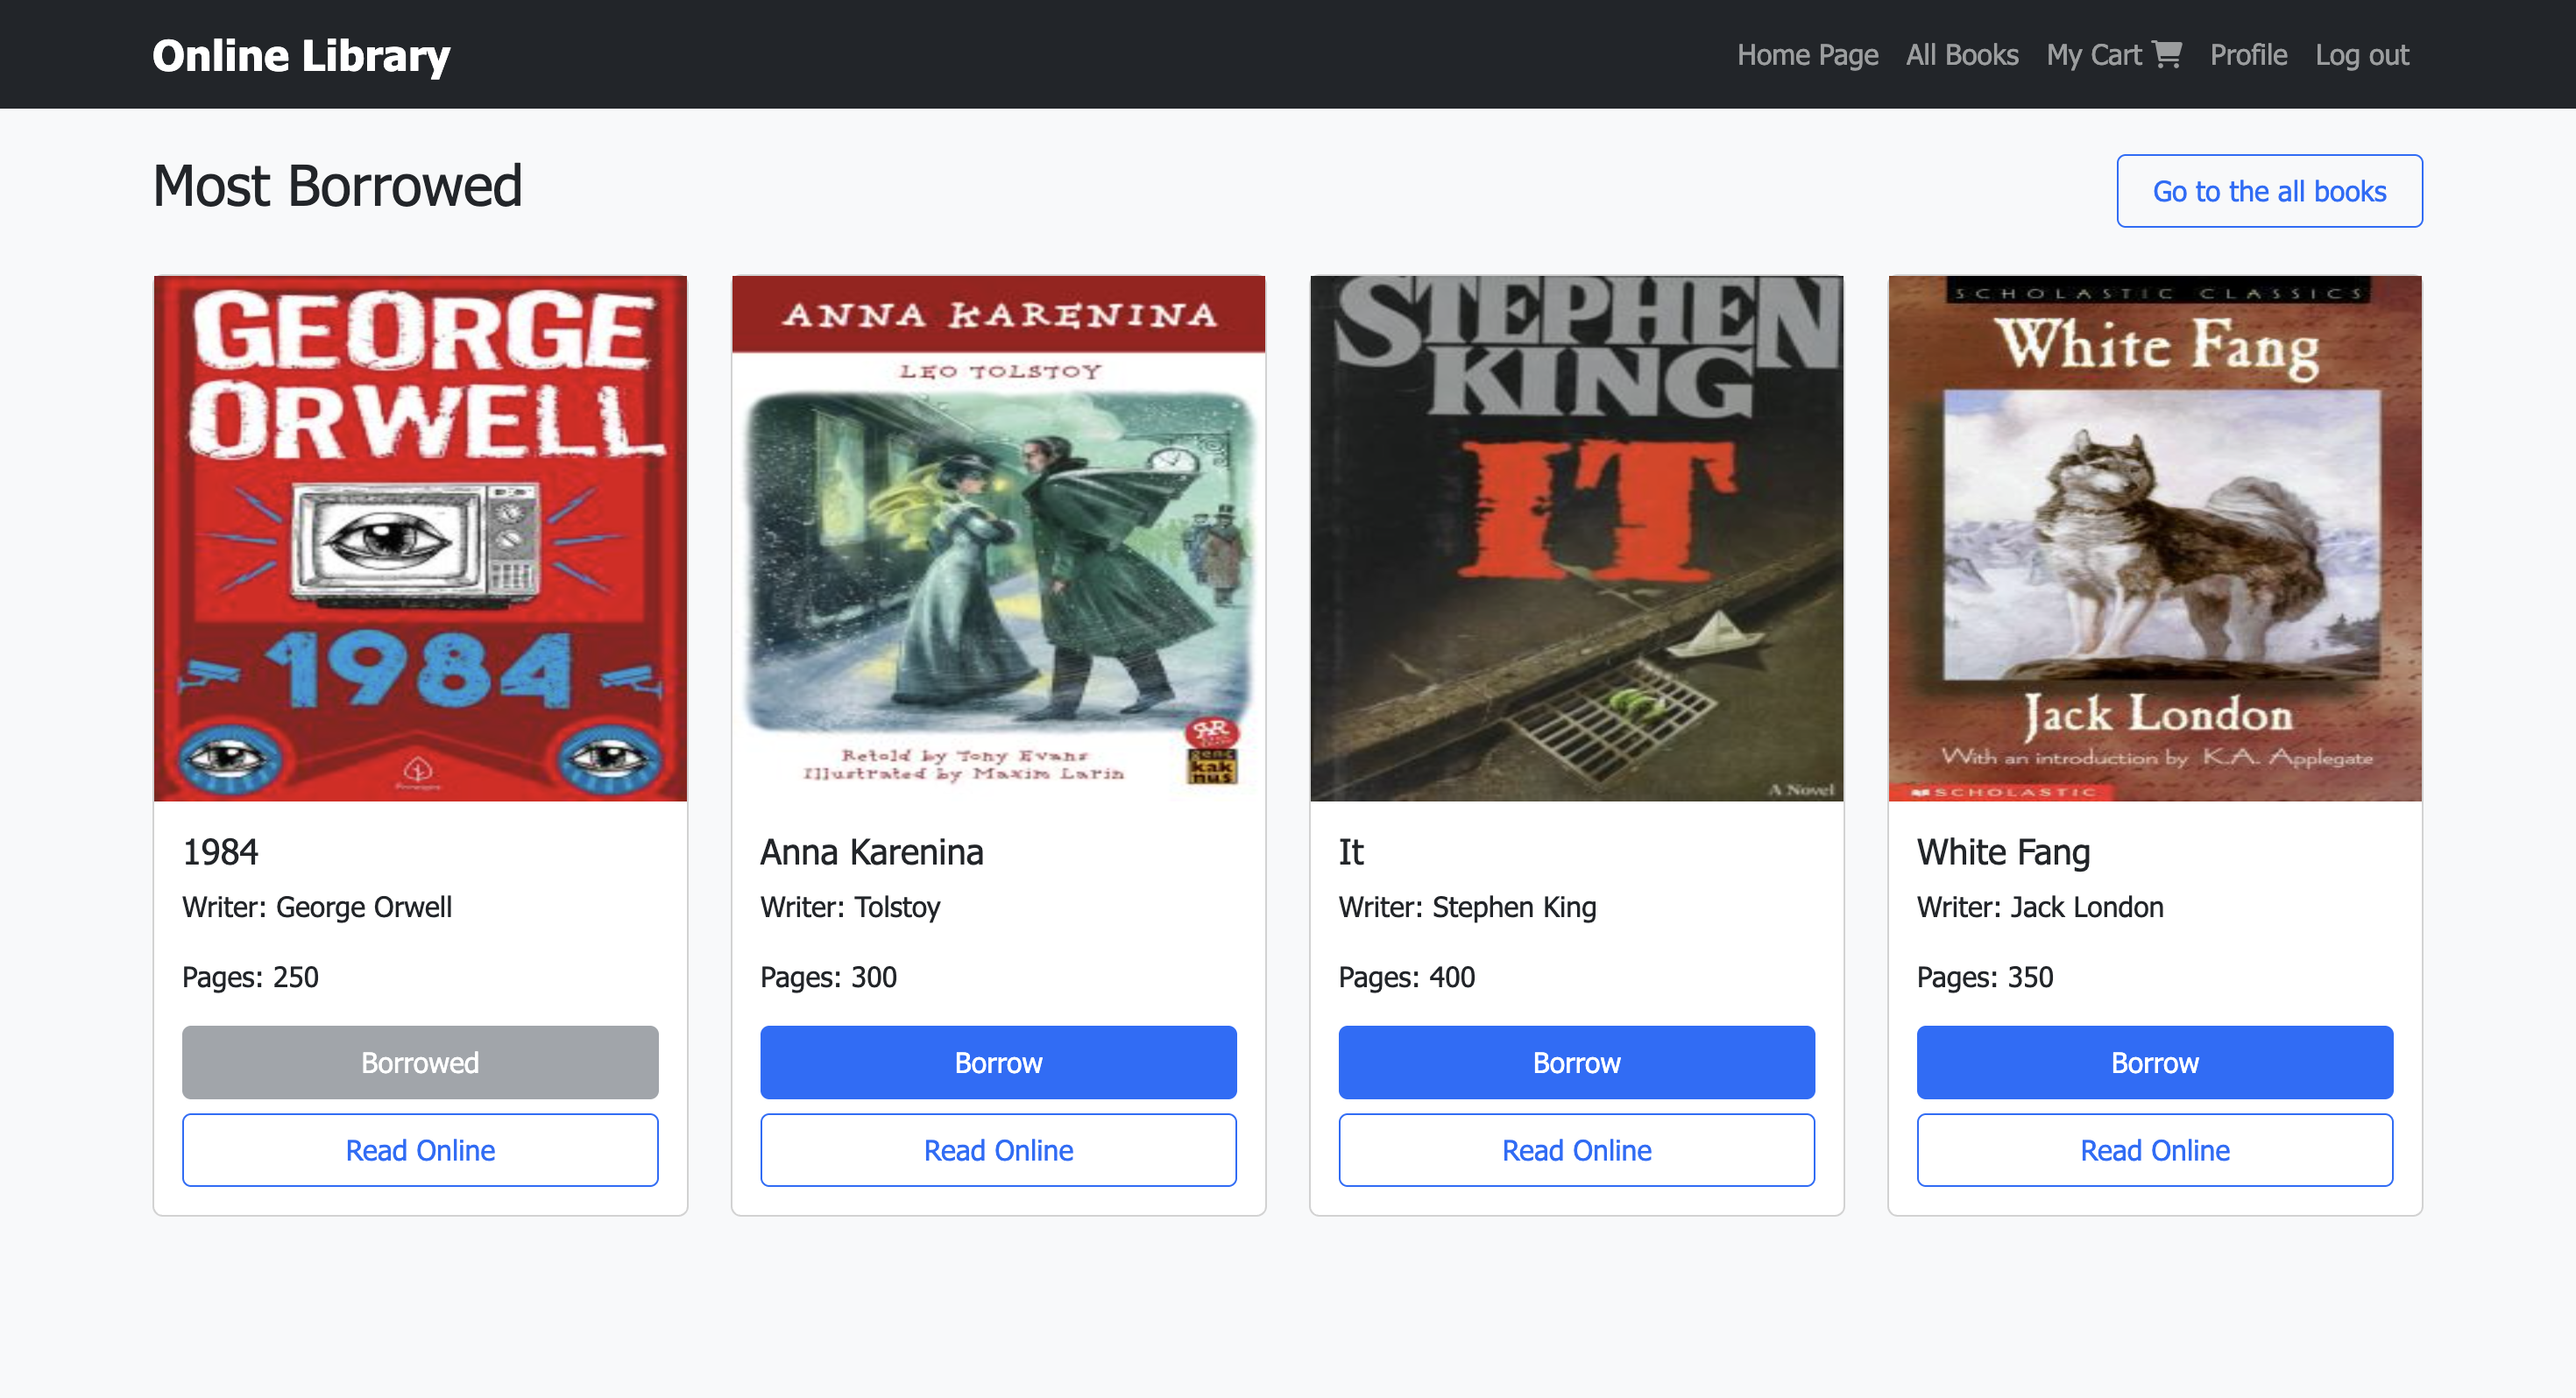 Online Library
Home Page All Books My Cart Profile Log out
Most Borrowed
Go to the all books
GEORGE
ORWELL
1984
ANNA KARENINA
LEO TOLSTOY
Retold by Tony Evans
Illustrated by Maxim Larin
genç
kak
nus
STEPHEN
KING
IT
A Novel
SCHOLASTIC CLASSICS
White Fang
Jack London
With an introduction by K.A. Applegate
SCHOLASTIC
1984
Writer: George Orwell
Pages: 250
Borrowed
Read Online
Anna Karenina
Writer: Tolstoy
Pages: 300
Borrow
Read Online
It
Writer: Stephen King
Pages: 400
Borrow
Read Online
White Fang
Writer: Jack London
Pages: 350
Borrow
Read Online